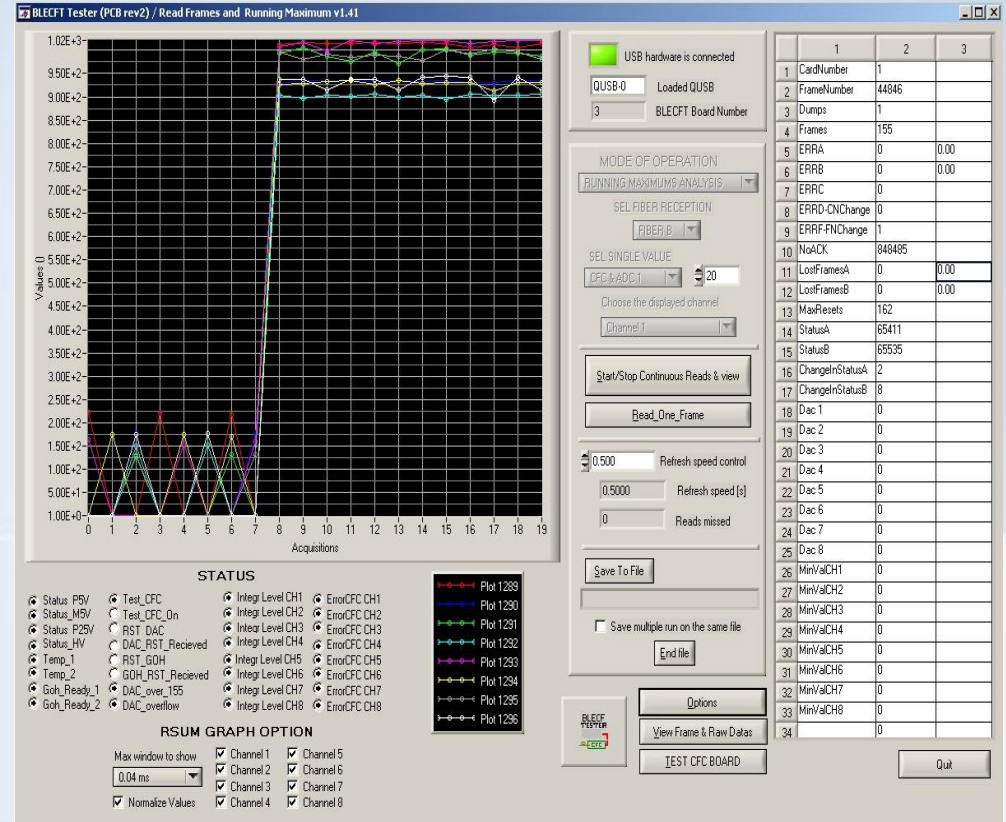 BLECFT Tester (PCB rev2) / Read Frames and Running Maximum v1.41
1.02E+3
9.50E+2
9.00E+2
8.50E+2
8.00E+2
7.50E+2
7.00E+2
6.50E+2
6.00E+2
5.50E+2
5.00E+2
4.50E+2
4.00E+2
3.50E+2
3.00E+2
2.50E+2
2.00E+2
1.50E+2
1.00E+2
5.00E+1
1.00E+0
Values ()
0 1 2 3 4 5 6 7 8 9 10 11 12 13 14 15 16 17 18 19
Acquisitions
STATUS
Status P5V Test_CFC Integr Level CH1 ErrorCFC CH1
Status_M5V Test_CFC_On Integr Level CH2 ErrorCFC CH2
Status P25V RST DAC Integr Level CH3 ErrorCFC CH3
Status_HV DAC_RST_Recieved Integr Level CH4 ErrorCFC CH4
Temp_1 RST_GOH Integr Level CH5 ErrorCFC CH5
Temp_2 GOH_RST_Recieved Integr Level CH6 ErrorCFC CH6
Goh_Ready_1 DAC_over_155 Integr Level CH7 ErrorCFC CH7
Goh_Ready_2 DAC_overflow Integr Level CH8 ErrorCFC CH8
Plot 1289
Plot 1290
Plot 1291
Plot 1292
Plot 1293
Plot 1294
Plot 1295
Plot 1296
RSUM GRAPH OPTION
Max window to show
0.04 ms
Normalize Values
Channel 1 Channel 5
Channel 2 Channel 6
Channel 3 Channel 7
Channel 4 Channel 8
USB hardware is connected
QUSB-0 Loaded QUSB
3 BLECFT Board Number
MODE OF OPERATION
RUNNING MAXIMUMS ANALYSIS
SEL FIBER RECEPTION
FIBER B
SEL SINGLE VALUE
CFC & ADC 1 20
Choose the displayed channel
Channel 1
Start/Stop Continuous Reads & view
Read_One_Frame
0.500 Refresh speed control
0.5000 Refresh speed [s]
0 Reads missed
Save To File
Save multiple run on the same file
End file
BLECF
TESTER
CFC
Options
View Frame & Raw Datas
TEST CFC BOARD
1 2 3
1 CardNumber 1
2 FrameNumber 44846
3 Dumps 1
4 Frames 155
5 ERRA 0 0.00
6 ERRB 0 0.00
7 ERRC 0
8 ERRD-CNChange 0
9 ERRF-FNChange 1
10 NoACK 848485
11 LostFramesA 0 0.00
12 LostFramesB 0 0.00
13 MaxResets 162
14 StatusA 65411
15 StatusB 65535
16 ChangeInStatusA 2
17 ChangeInStatusB 8
18 Dac 1 0
19 Dac 2 0
20 Dac 3 0
21 Dac 4 0
22 Dac 5 0
23 Dac 6 0
24 Dac 7 0
25 Dac 8 0
26 MinValCH1 0
27 MinValCH2 0
28 MinValCH3 0
29 MinValCH4 0
30 MinValCH5 0
31 MinValCH6 0
32 MinValCH7 0
33 MinValCH8 0
34 0
Quit